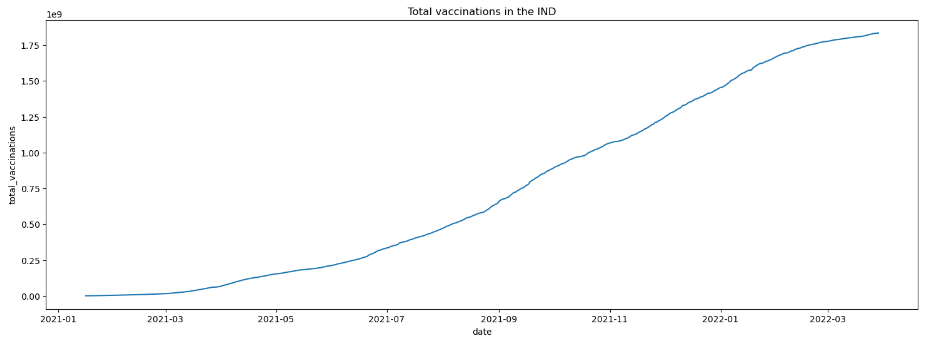 Total vaccinations in the IND
1e9
1.75
1.50
1.25
1.00
0.75
0.50
0.25
0.00
total_vaccinations
2021-01 2021-03 2021-05 2021-07 2021-09 2021-11 2022-01 2022-03
date